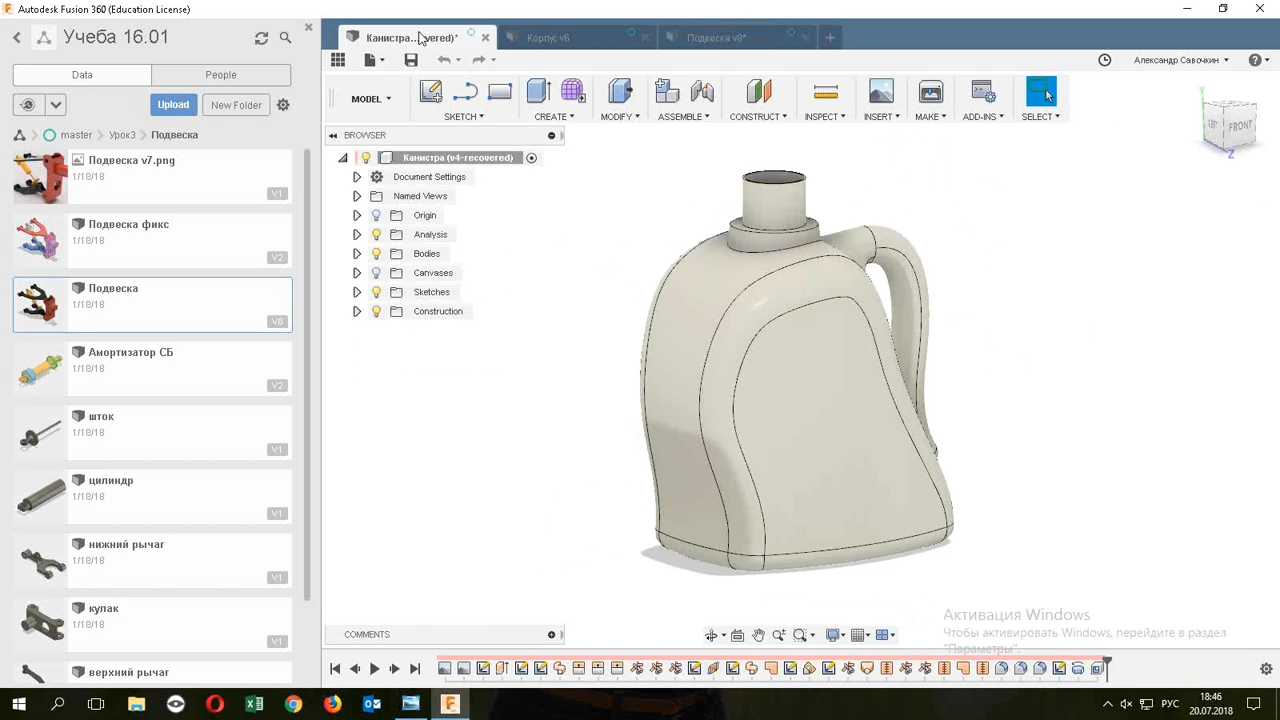 Autodesk Fusion 360 (Education License)
Учеба 16.01
Data
People
Upload
New Folder
master
Урок3
Подвеска
Подвеска v7.png
1/18/18
V1
Подвеска фикс
1/18/18
V2
Подвеска
1/18/18
V8
Амортизатор СБ
1/18/18
V2
шток
1/18/18
V1
цилиндр
1/18/18
V1
нижний рычаг
1/18/18
V1
кулак
1/18/18
V1
верхний рычаг
Канистра...vered)*
Корпус v6
Подвеска v8*
Александр Савочкин
MODEL
SKETCH
CREATE
MODIFY
ASSEMBLE
CONSTRUCT
INSPECT
INSERT
MAKE
ADD-INS
SELECT
BROWSER
Канистра (v4-recovered)
Document Settings
Named Views
Origin
Analysis
Bodies
Canvases
Sketches
Construction
LEFT
FRONT
Z
COMMENTS
Активация Windows
Чтобы активировать Windows, перейдите в раздел
"Параметры".
РУС
18:46
20.07.2018